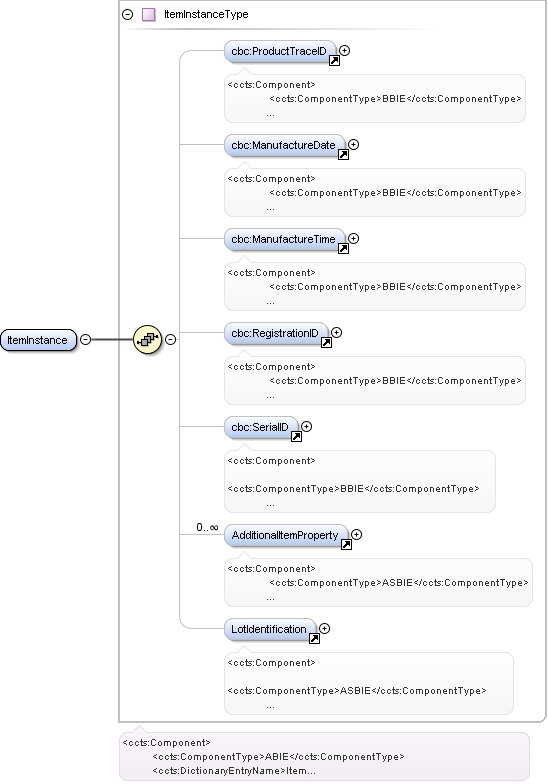 ItemInstanceType
cbc:ProductTraceID
<ccts:Component>
<ccts:ComponentType>BBIE</ccts:ComponentType>
...
cbc:ManufactureDate
<ccts:Component>
<ccts:ComponentType>BBIE</ccts:ComponentType>
...
cbc:ManufactureTime
<ccts:Component>
<ccts:ComponentType>BBIE</ccts:ComponentType>
...
ItemInstance
cbc:RegistrationID
<ccts:Component>
<ccts:ComponentType>BBIE</ccts:ComponentType>
...
cbc:SerialID
<ccts:Component>
<ccts:ComponentType>BBIE</ccts:ComponentType>
...
0..∞
AdditionalItemProperty
<ccts:Component>
<ccts:ComponentType>ASBIE</ccts:ComponentType>
...
LotIdentification
<ccts:Component>
<ccts:ComponentType>ASBIE</ccts:ComponentType>
...
<ccts:Component>
<ccts:ComponentType>ABIE</ccts:ComponentType>
<ccts:DictionaryEntryName>Item...